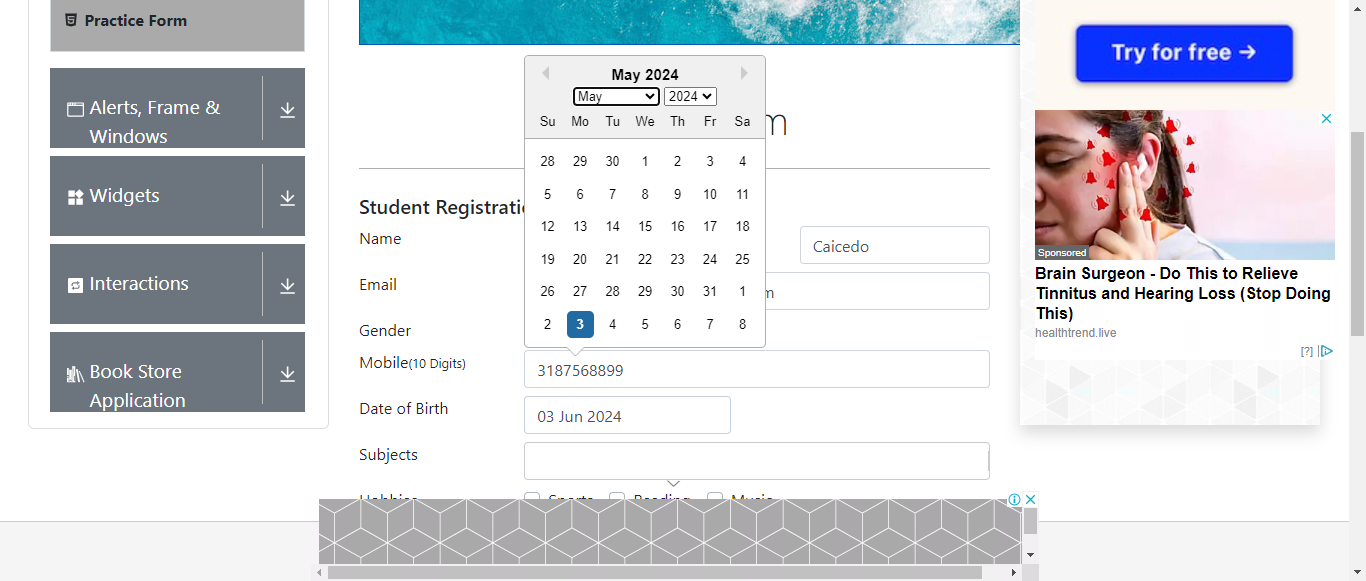 Practice Form
Alerts, Frame &
Windows
Widgets
Interactions
Book Store
Application
May 2024
May 2024
Su Mo Tu We Th Fr Sa
28 29 30 1 2 3 4
5 6 7 8 9 10 11
12 13 14 15 16 17 18
19 20 21 22 23 24 25
26 27 28 29 30 31 1
2 3 4 5 6 7 8
m
Student Registratio
Name
Caicedo
Email
m
Gender
Mobile(10 Digits)
3187568899
Date of Birth
03 Jun 2024
Subjects
Hobbies
Sports Reading Music
Try for free →
Sponsored
Brain Surgeon - Do This to Relieve
Tinnitus and Hearing Loss (Stop Doing
This)
healthtrend.live
[?]